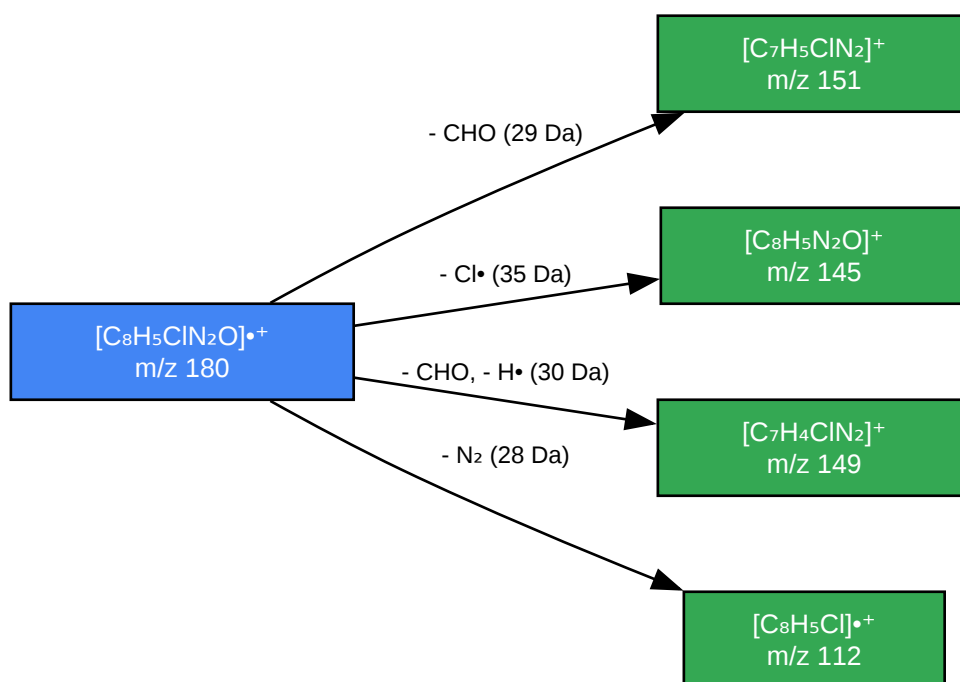 [C₇H₅ClN₂]⁺
m/z 151
- CHO (29 Da)
[C₈H₅N₂O]⁺
m/z 145
- Cl• (35 Da)
[C₈H₅ClN₂O]•⁺
m/z 180
- CHO, - H• (30 Da)
[C₇H₄ClN₂]⁺
m/z 149
- N₂ (28 Da)
[C₈H₅Cl]•⁺
m/z 112